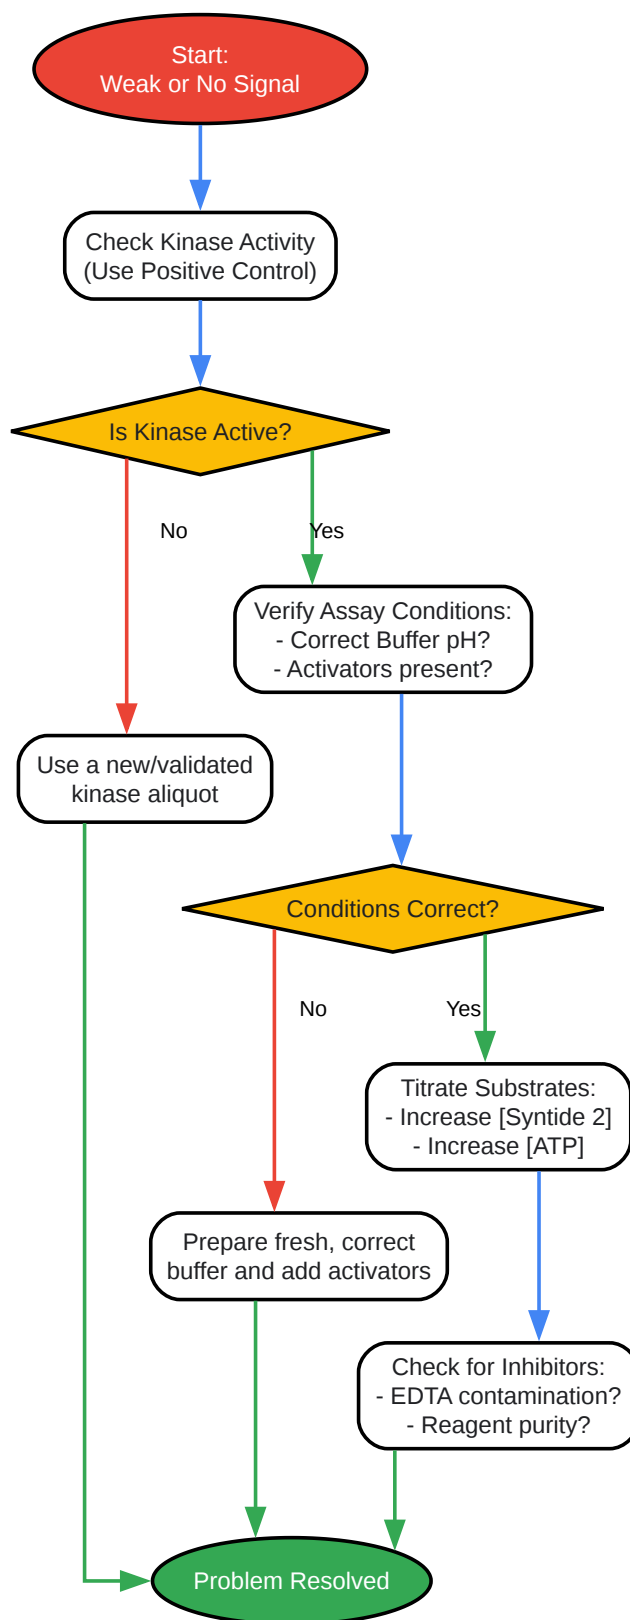 Start:
Weak or No Signal
Check Kinase Activity
(Use Positive Control)
Is Kinase Active?
No
Yes
Verify Assay Conditions:
- Correct Buffer pH?
- Activators present?
Use a new/validated
kinase aliquot
Conditions Correct?
No
Yes
Titrate Substrates:
- Increase [Syntide 2]
- Increase [ATP]
Prepare fresh, correct
buffer and add activators
Check for Inhibitors:
- EDTA contamination?
- Reagent purity?
Problem Resolved